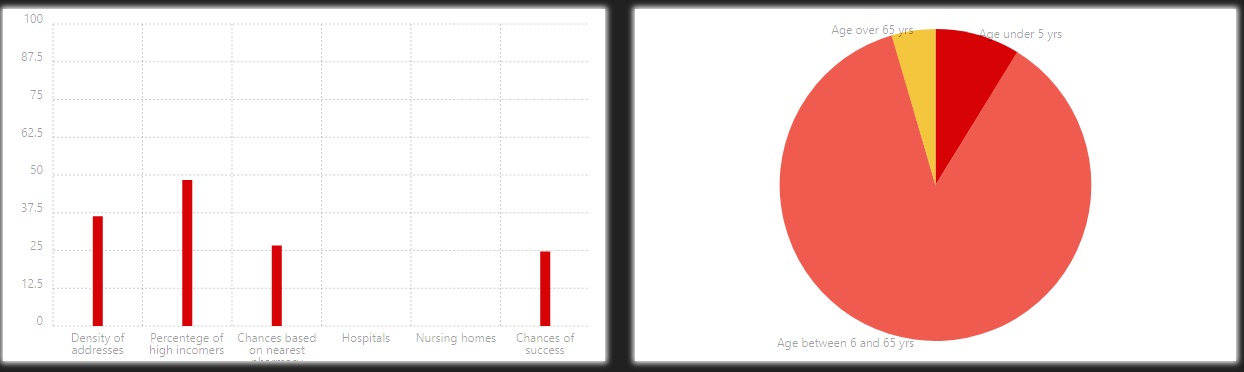 100
87.5
75
62.5
50
37.5
25
12.5
0
Density of
addresses
Percentege of
high incomers
Chances based
on nearest
pharmacy
Hospitals
Nursing homes
Chances of
success
Age over 65 yrs
Age under 5 yrs
Age between 6 and 65 yrs